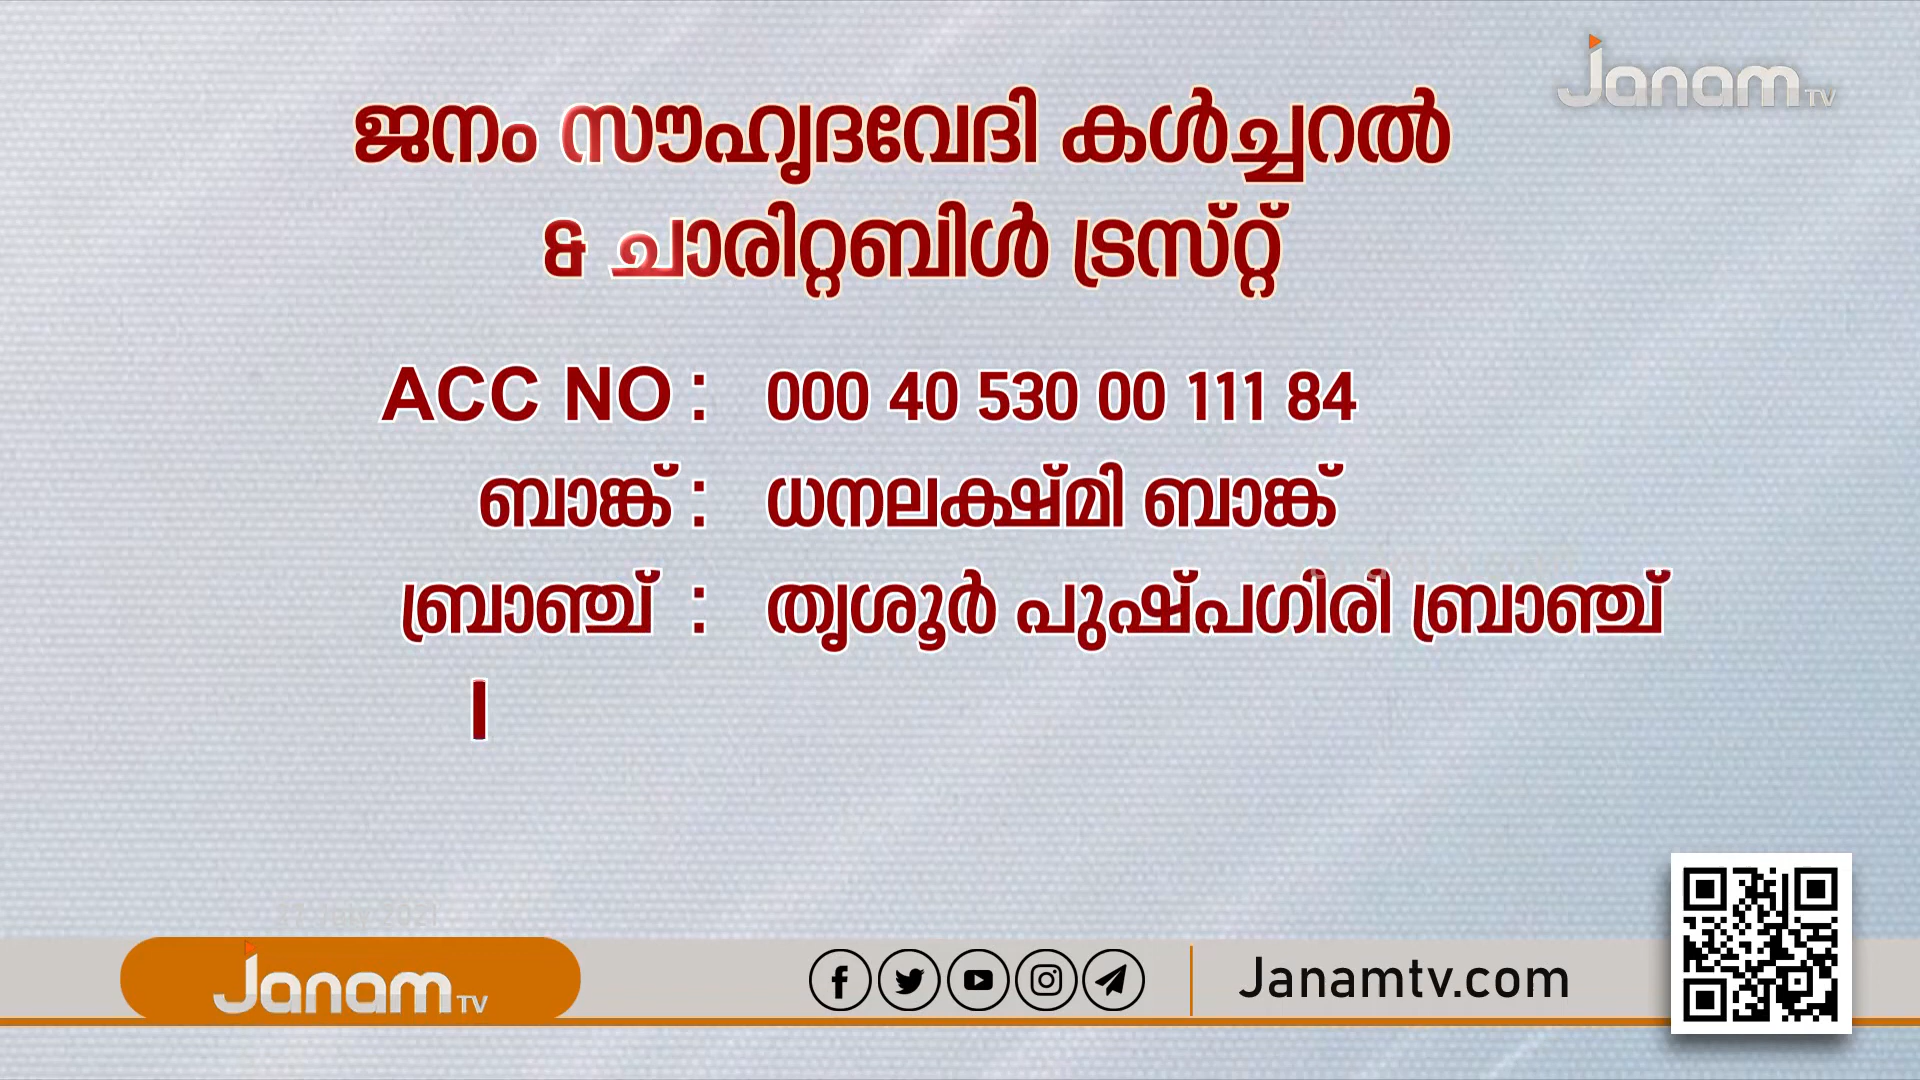 Janam TV
ജനം സൗഹൃദവേദി കൾച്ചറൽ
& ചാരിറ്റബിൾ ട്രസ്റ്റ്
ACC NO : 000 40 530 00 111 84
ബാങ്ക് : ധനലക്ഷ്മി ബാങ്ക്
ബ്രാഞ്ച് : തൃശൂർ പുഷ്പഗിരി ബ്രാഞ്ച്
I
Janam TV
Janamtv.com